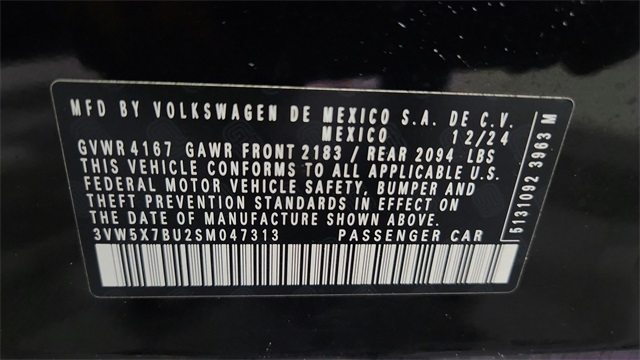 MFD BY VOLKSWAGEN DE MEXICO S.A. DE C.V.
MEXICO 12/24
GVWR 4167 GAWR FRONT 2183 / REAR 2094 LBS
THIS VEHICLE CONFORMS TO ALL APPLICABLE U.S.
FEDERAL MOTOR VEHICLE SAFETY, BUMPER AND
THEFT PREVENTION STANDARDS IN EFFECT ON
THE DATE OF MANUFACTURE SHOWN ABOVE.
3VW5X7BU2SM047313 PASSENGER CAR
5131092 3963 M